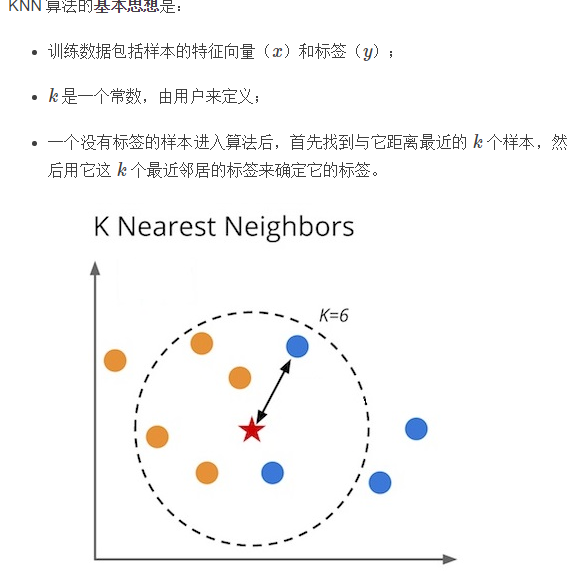 KNN 算法的基本思想是：
训练数据包括样本的特征向量（x）和标签（y）；
k 是一个常数，由用户来定义；
一个没有标签的样本进入算法后，首先找到与它距离最近的 k 个样本，然
后用它这 k 个最近邻居的标签来确定它的标签。
K Nearest Neighbors
K=6